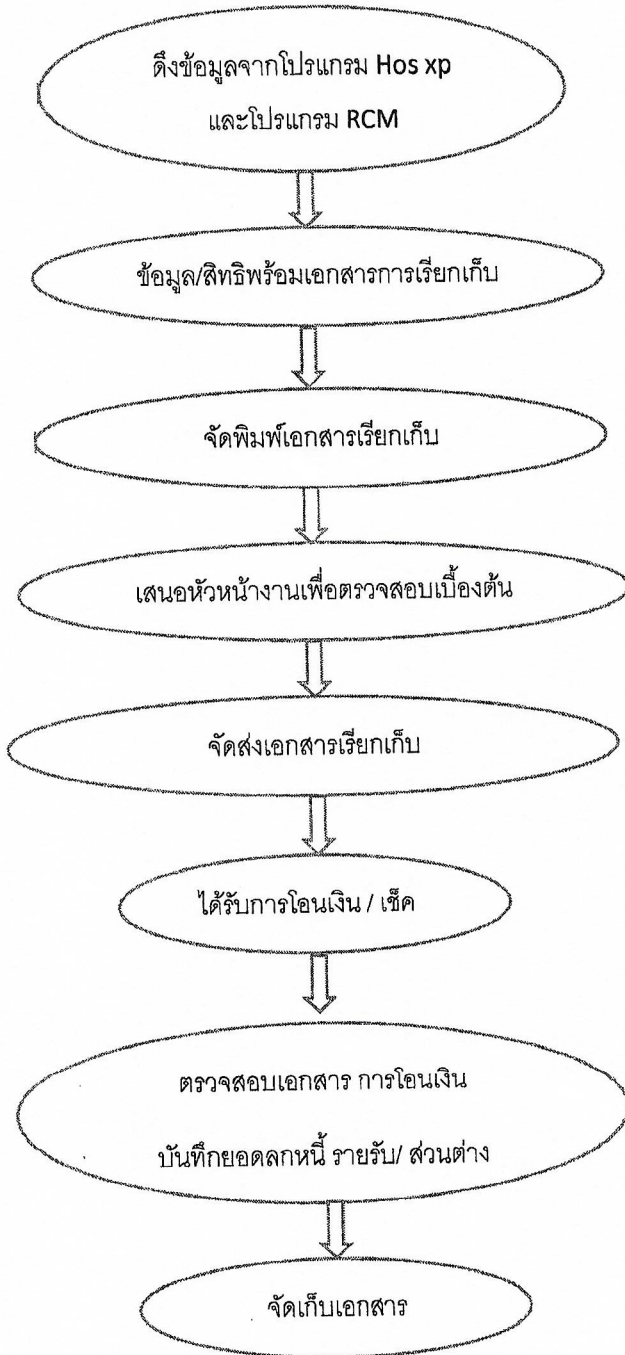 ดึงข้อมูลจากโปรแกรม Hos xp
และโปรแกรม RCM
ข้อมูล/สิทธิพร้อมเอกสารการเรียกเก็บ
จัดพิมพ์เอกสารเรียกเก็บ
เสนอหัวหน้างานเพื่อตรวจสอบเบื้องต้น
จัดส่งเอกสารเรียกเก็บ
ได้รับการโอนเงิน / เช็ค
ตรวจสอบเอกสาร การโอนเงิน
บันทึกยอดลกหนี้ รายรับ/ ส่วนต่าง
จัดเก็บเอกสาร